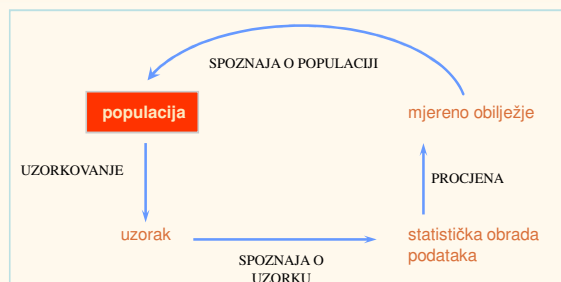 SPOZNAJA O POPULACIJI
populacija
mjereno obilježje
UZORKOVANJE
PROCJENA
uzorak
statistička obrada
podataka
SPOZNAJA O
UZORKU